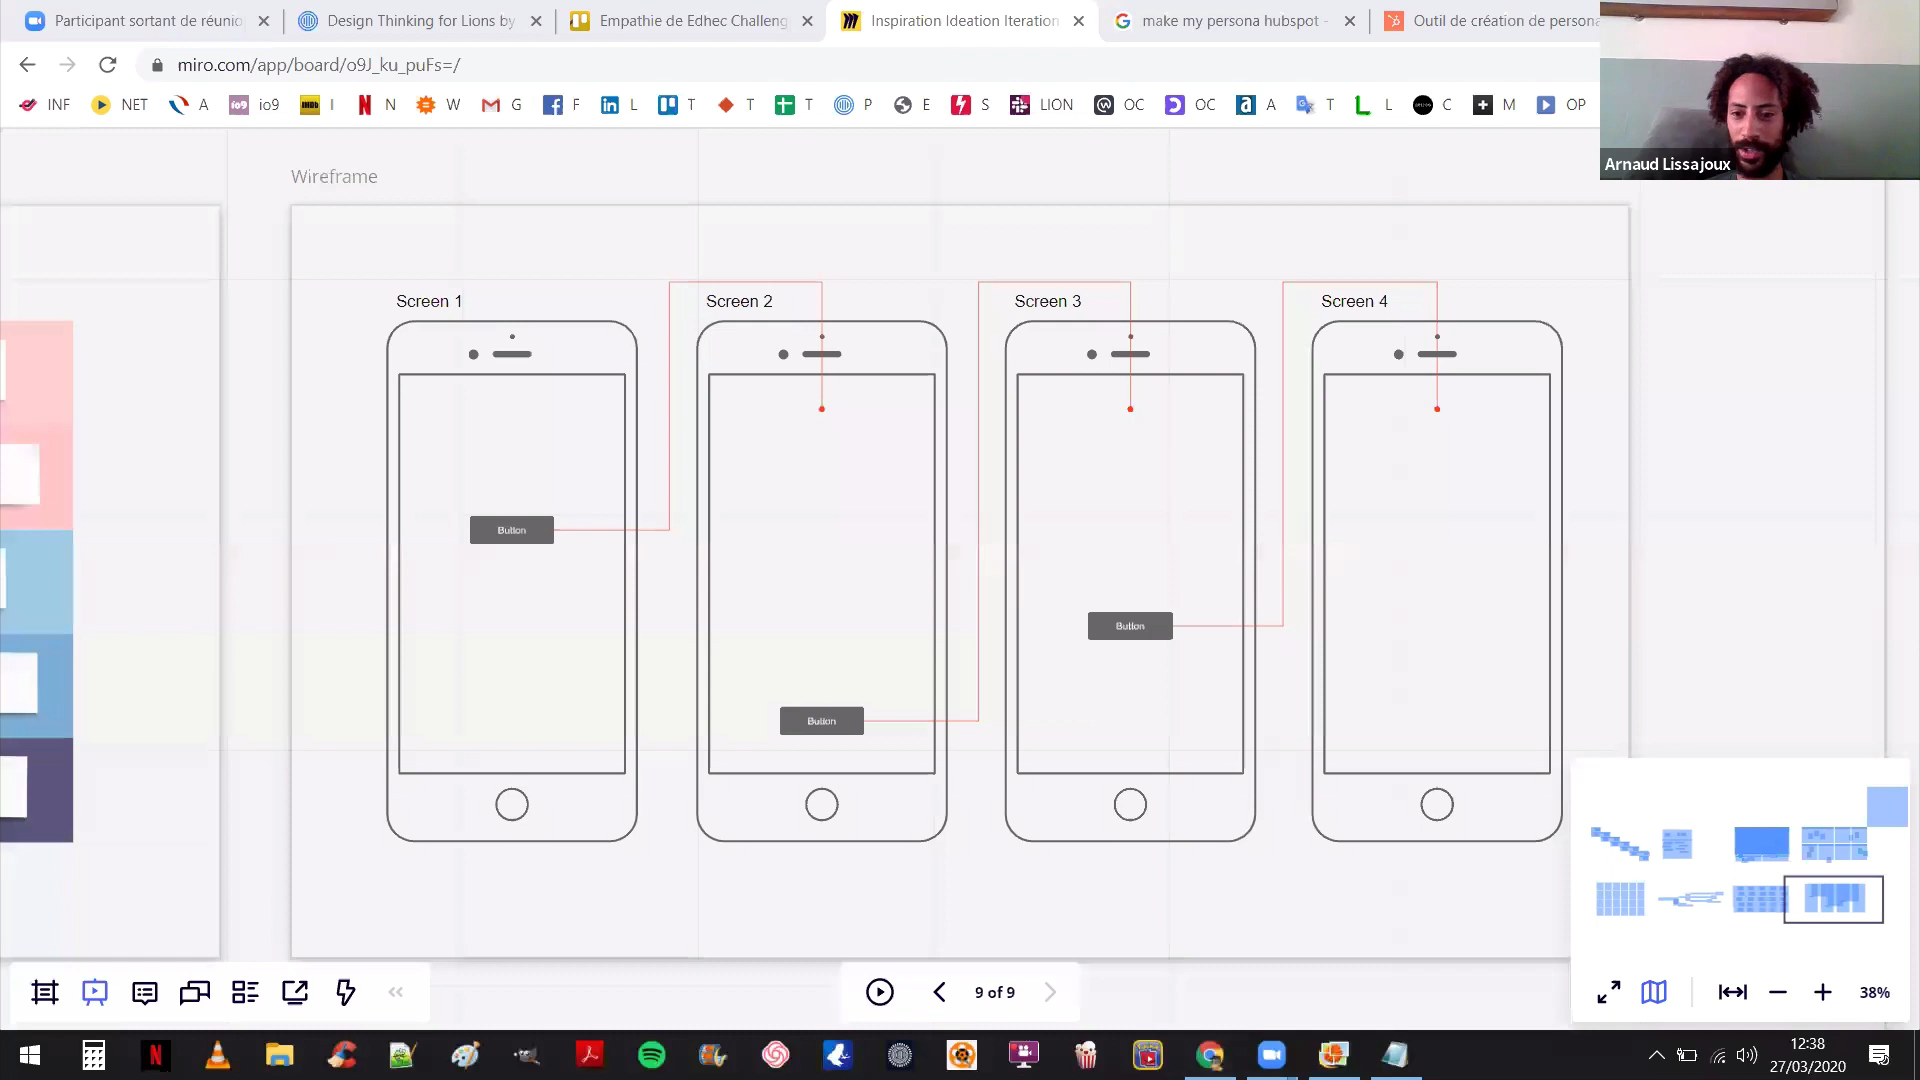 Participant sortant de réunio
Design Thinking for Lions by
Empathie de Edhec Challeng
Inspiration Ideation Iteration
make my persona hubspot -
Outil de création de persona
miro.com/app/board/o9J_ku_puFs=/
INF NET A io9 I N W G F L T T T P E S LION OC OC A T L C M OP
Arnaud Lissajoux
Wireframe
Screen 1
Screen 2
Screen 3
Screen 4
Button
Button
Button
9 of 9
38%
12:38
27/03/2020